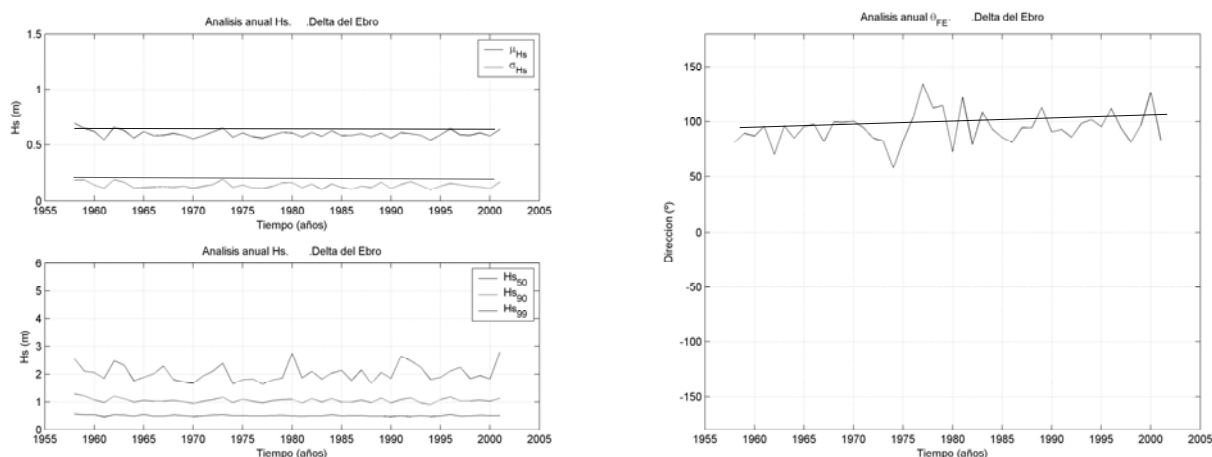 Analisis anual Hs. .Delta del Ebro
1.5
1
0.5
0
Hs (m)
μHs
σHs
1955 1960 1965 1970 1975 1980 1985 1990 1995 2000 2005
Tiempo (años)
Analisis anual Hs. .Delta del Ebro
6
5
4
3
2
1
0
Hs (m)
Hs50
Hs90
Hs99
1955 1960 1965 1970 1975 1980 1985 1990 1995 2000 2005
Tiempo (años)
Analisis anual θFE. .Delta del Ebro
150
100
50
0
-50
-100
-150
Direccion (º)
1955 1960 1965 1970 1975 1980 1985 1990 1995 2000 2005
Tiempo (años)